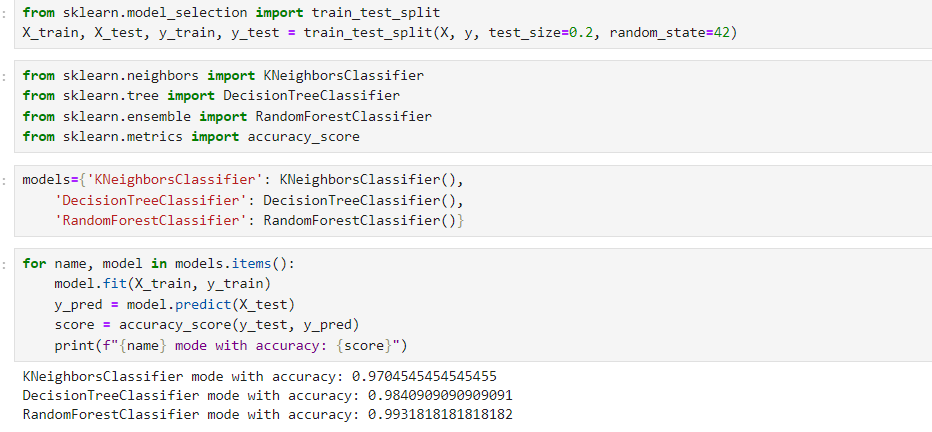 from sklearn.model_selection import train_test_split
X_train, X_test, y_train, y_test = train_test_split(X, y, test_size=0.2, random_state=42)
from sklearn.neighbors import KNeighborsClassifier
from sklearn.tree import DecisionTreeClassifier
from sklearn.ensemble import RandomForestClassifier
from sklearn.metrics import accuracy_score
models={'KNeighborsClassifier': KNeighborsClassifier(),
    'DecisionTreeClassifier': DecisionTreeClassifier(),
    'RandomForestClassifier': RandomForestClassifier()}
for name, model in models.items():
    model.fit(X_train, y_train)
    y_pred = model.predict(X_test)
    score = accuracy_score(y_test, y_pred)
    print(f"{name} mode with accuracy: {score}")
KNeighborsClassifier mode with accuracy: 0.9704545454545455
DecisionTreeClassifier mode with accuracy: 0.9840909090909091
RandomForestClassifier mode with accuracy: 0.9931818181818182